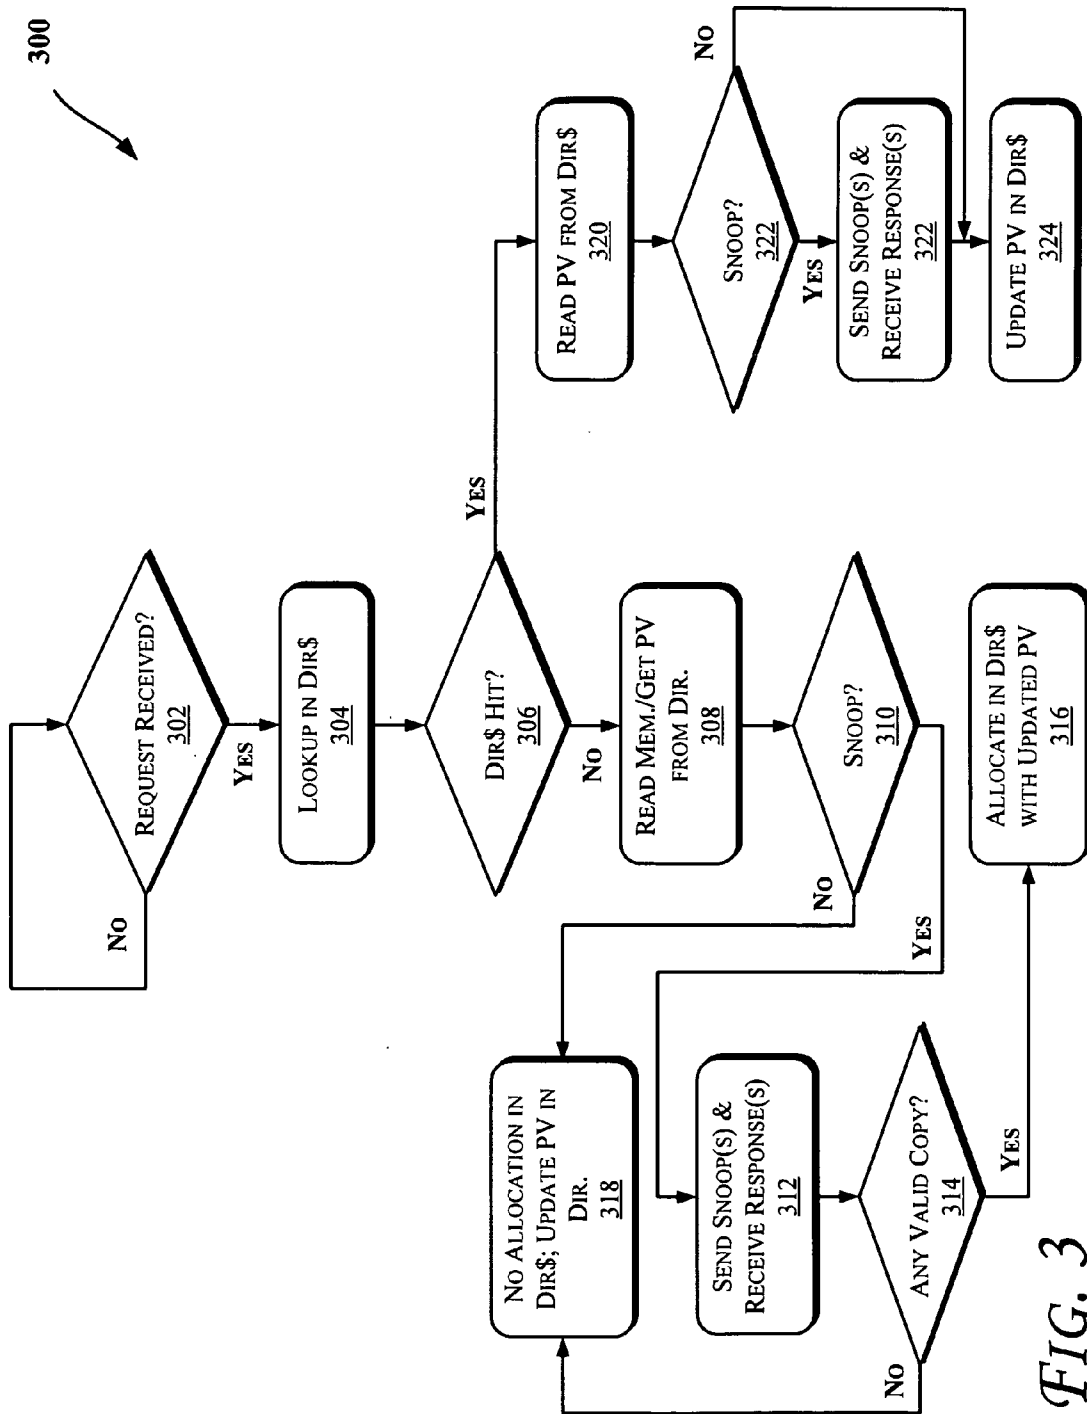 300
REQUEST RECEIVED?
302
NO
YES
LOOKUP IN DIR$
304
DIR$ HIT?
306
YES
NO
READ MEM./GET PV
FROM DIR.
308
SNOOP?
310
NO
YES
NO ALLOCATION IN
DIR$; UPDATE PV IN
DIR.
318
SEND SNOOP(S) &
RECEIVE RESPONSE(S)
312
ANY VALID COPY?
314
NO
YES
ALLOCATE IN DIR$
WITH UPDATED PV
316
READ PV FROM DIR$
320
SNOOP?
322
NO
YES
SEND SNOOP(S) &
RECEIVE RESPONSE(S)
322
UPDATE PV IN DIR$
324
FIG. 3